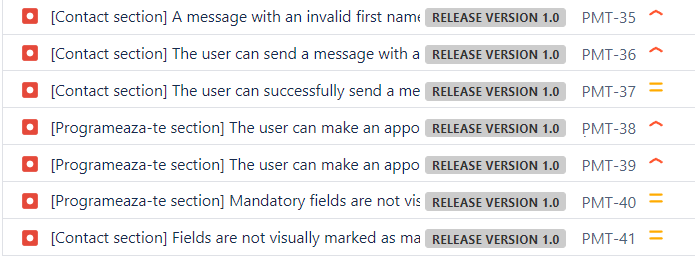 [Contact section] A message with an invalid first name RELEASE VERSION 1.0 PMT-35
[Contact section] The user can send a message with a RELEASE VERSION 1.0 PMT-36
[Contact section] The user can successfully send a me RELEASE VERSION 1.0 PMT-37
[Programeaza-te section] The user can make an appo RELEASE VERSION 1.0 PMT-38
[Programeaza-te section] The user can make an appo RELEASE VERSION 1.0 PMT-39
[Programeaza-te section] Mandatory fields are not vis RELEASE VERSION 1.0 PMT-40
[Contact section] Fields are not visually marked as ma RELEASE VERSION 1.0 PMT-41